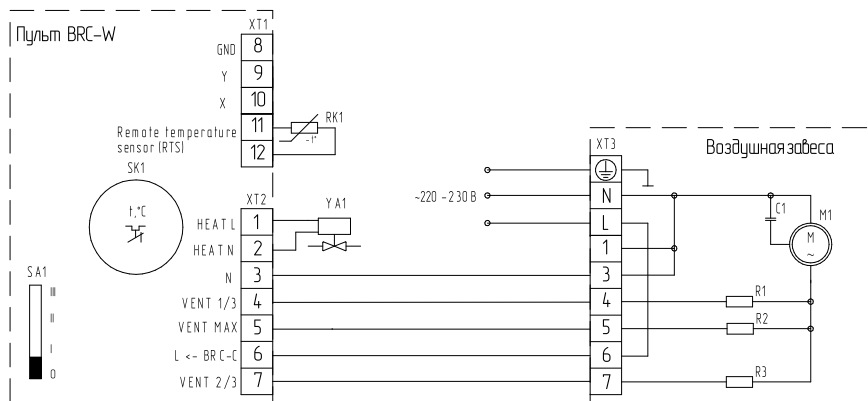 Пульт BRC-W
XT1
GND 8
Y 9
X 10
Remote temperature sensor (RTS)
11
12
RK1
-t°
SK1
t,°C
XT2
HEAT L 1
HEAT N 2
N 3
VENT 1/3 4
VENT MAX 5
L <- BRC-C 6
VENT 2/3 7
YA1
SA1
III
II
I
0
~220 - 230 В
XT3
N
L
1
3
4
5
6
7
Воздушная завеса
C1
M1
M
~
R1
R2
R3